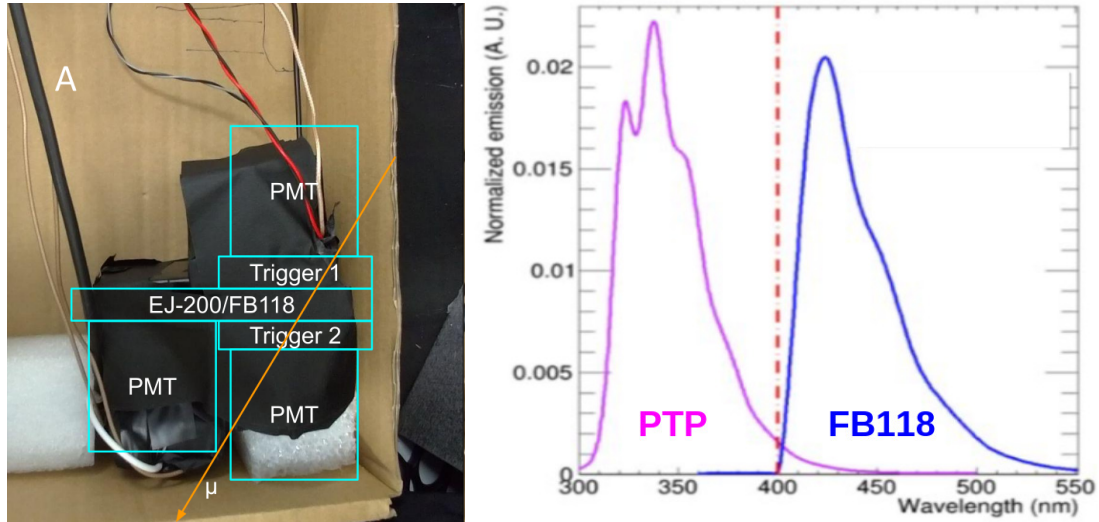 A
PMT
Trigger 1
EJ-200/FB118
Trigger 2
PMT
PMT
μ
Normalized emission (A. U.)
0.02
0.015
0.01
0.005
0
PTP
FB118
300
350
400
450
500
550
Wavelength (nm)